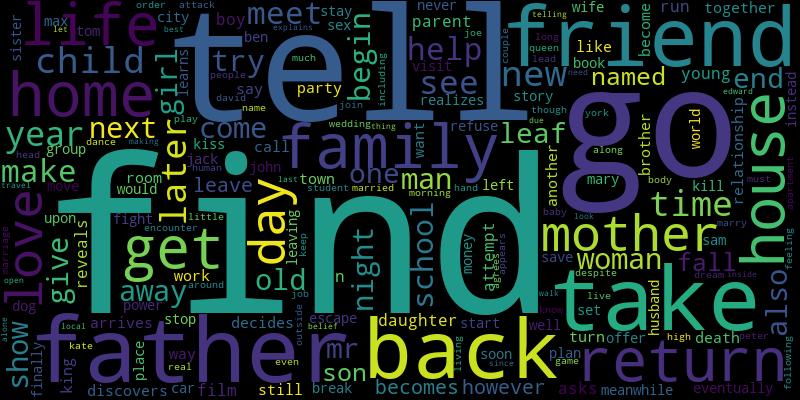 life
tell
friend
home
child
girl
begin
meet
parent
never
run
together
wife
order
attack
let
tom
best
city
sister
max
explains
boy
ben
stay
sex
telling
long
joe
queen
lead
couple
become
story
book
like
try
help
see
new
named
young
end
say
people
david
name
party
much
including
visit
realizes
though
need
due
edward
year
next
come
family
leaf
go
house
group
dance
making
play
kiss
call
join
wedding
thing
want
refuse
york
along
brother
world
relationship
instead
learns
make
head
human
jack
john
one
man
another
mary
kill
body
must
apartment
travel
room
would
leave
town
last
married
left
hand
student
morning
baby
look
marry
sam
time
love
move
later
day
find
give
upon
reveals
fight
little
encounter
leaving
keep
night
school
money
attempt
agrees
appears
mother
woman
save
fall
dream
inside
feeling
also
marriage
open
get
old
n
work
away
around
job
outside
despite
live
take
set
husband
walk
know
dog
power
local
arrives
stop
decides
escape
belief
daughter
start
well
turn
offer
death
high
peter
following
show
alone
finally
father
kate
king
place
way
real
mr
son
even
back
living
soon
since
plan
game
return
discovers
car
film
still
break
becomes
however
asks
meanwhile
eventually